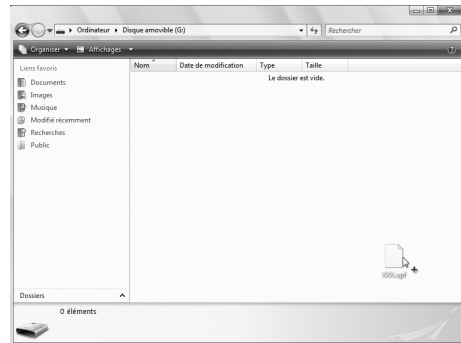 Ordinateur Disque amovible (G:) Rechercher
Organiser Affichages
Liens favoris
Documents
Images
Musique
Modifié récemment
Recherches
Public
Dossiers
Nom Date de modification Type Taille
Le dossier est vide.
0 éléments